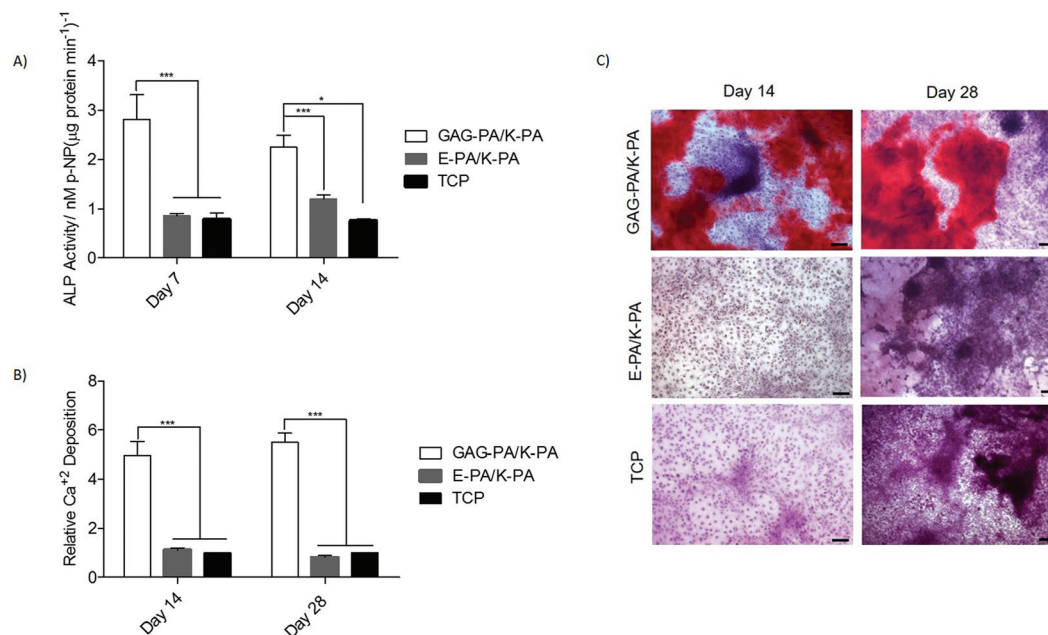 A)
ALP Activity/ nM p-NP(µg protein min⁻¹)⁻¹
4
3
2
1
0
***
*
***
Day 7
Day 14
GAG-PA/K-PA
E-PA/K-PA
TCP
B)
Relative Ca⁺² Deposition
8
6
4
2
0
***
***
Day 14
Day 28
GAG-PA/K-PA
E-PA/K-PA
TCP
C)
Day 14
Day 28
GAG-PA/K-PA
E-PA/K-PA
TCP